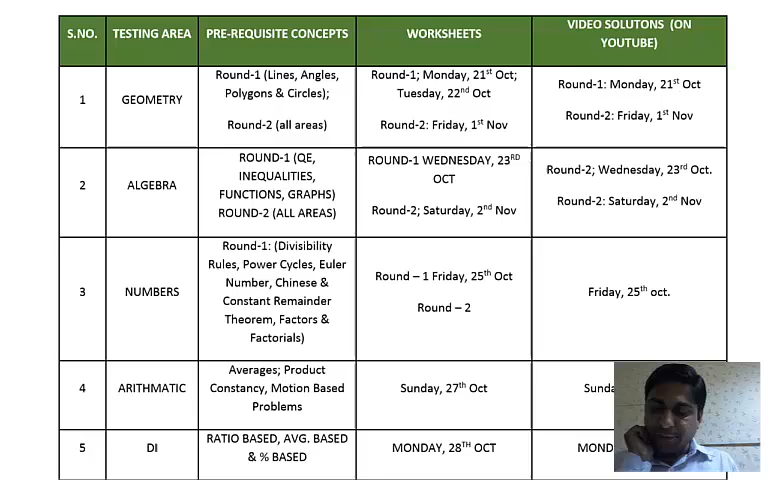 S.NO.
TESTING AREA
PRE-REQUISITE CONCEPTS
WORKSHEETS
VIDEO SOLUTONS (ON
YOUTUBE)
1
GEOMETRY
Round-1 (Lines, Angles,
Polygons & Circles);
Round-2 (all areas)
Round-1; Monday, 21st Oct;
Tuesday, 22nd Oct
Round-2: Friday, 1st Nov
Round-1: Monday, 21st Oct
Round-2: Friday, 1st Nov
2
ALGEBRA
ROUND-1 (QE,
INEQUALITIES,
FUNCTIONS, GRAPHS)
ROUND-2 (ALL AREAS)
ROUND-1 WEDNESDAY, 23RD
OCT
Round-2; Saturday, 2nd Nov
Round-2; Wednesday, 23rd Oct.
Round-2: Saturday, 2nd Nov
3
NUMBERS
Round-1: (Divisibility
Rules, Power Cycles, Euler
Number, Chinese &
Constant Remainder
Theorem, Factors &
Factorials)
Round – 1 Friday, 25th Oct
Round – 2
Friday, 25th oct.
4
ARITHMATIC
Averages; Product
Constancy, Motion Based
Problems
Sunday, 27th Oct
5
DI
RATIO BASED, AVG. BASED
& % BASED
MONDAY, 28TH OCT